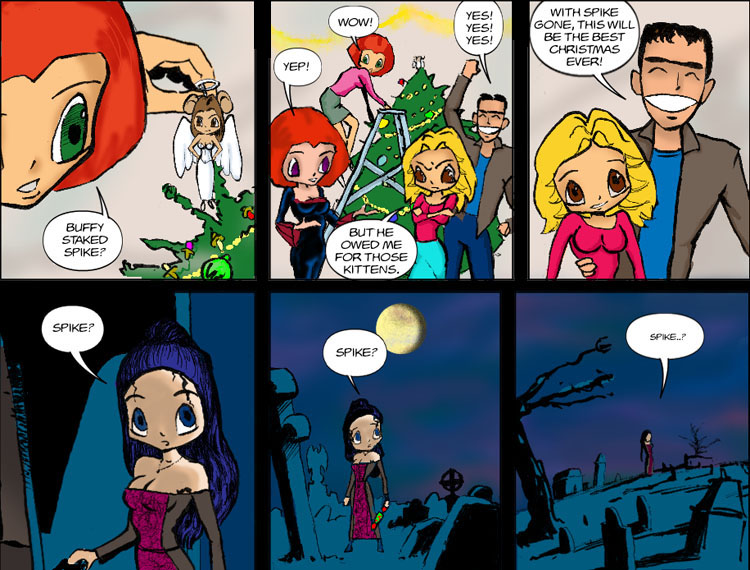 BUFFY
STAKED
SPIKE?
YEP!
WOW!
YES!
YES!
YES!
BUT HE
OWED ME
FOR THOSE
KITTENS.
WITH SPIKE
GONE, THIS WILL
BE THE BEST
CHRISTMAS
EVER!
SPIKE?
SPIKE?
SPIKE..?